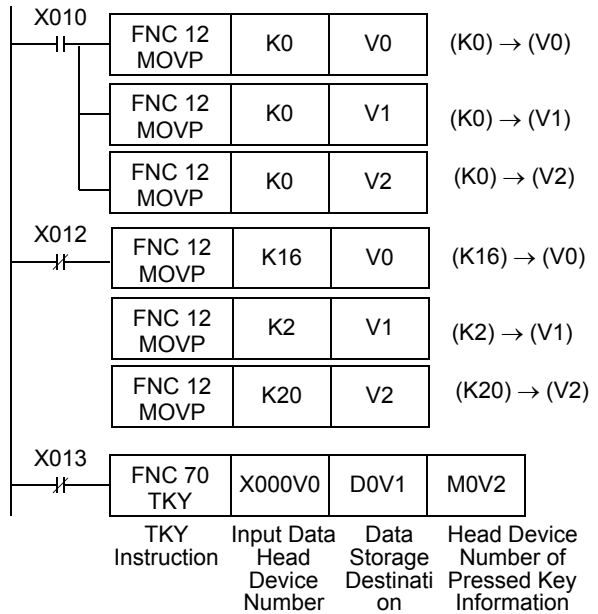 X010
FNC 12
MOVP
K0
V0
(K0) → (V0)
FNC 12
MOVP
K0
V1
(K0) → (V1)
FNC 12
MOVP
K0
V2
(K0) → (V2)
X012
FNC 12
MOVP
K16
V0
(K16) → (V0)
FNC 12
MOVP
K2
V1
(K2) → (V1)
FNC 12
MOVP
K20
V2
(K20) → (V2)
X013
FNC 70
TKY
X000V0
D0V1
M0V2
TKY
Instruction
Input Data
Head
Device
Number
Data
Storage
Destinati
on
Head Device
Number of
Pressed Key
Information